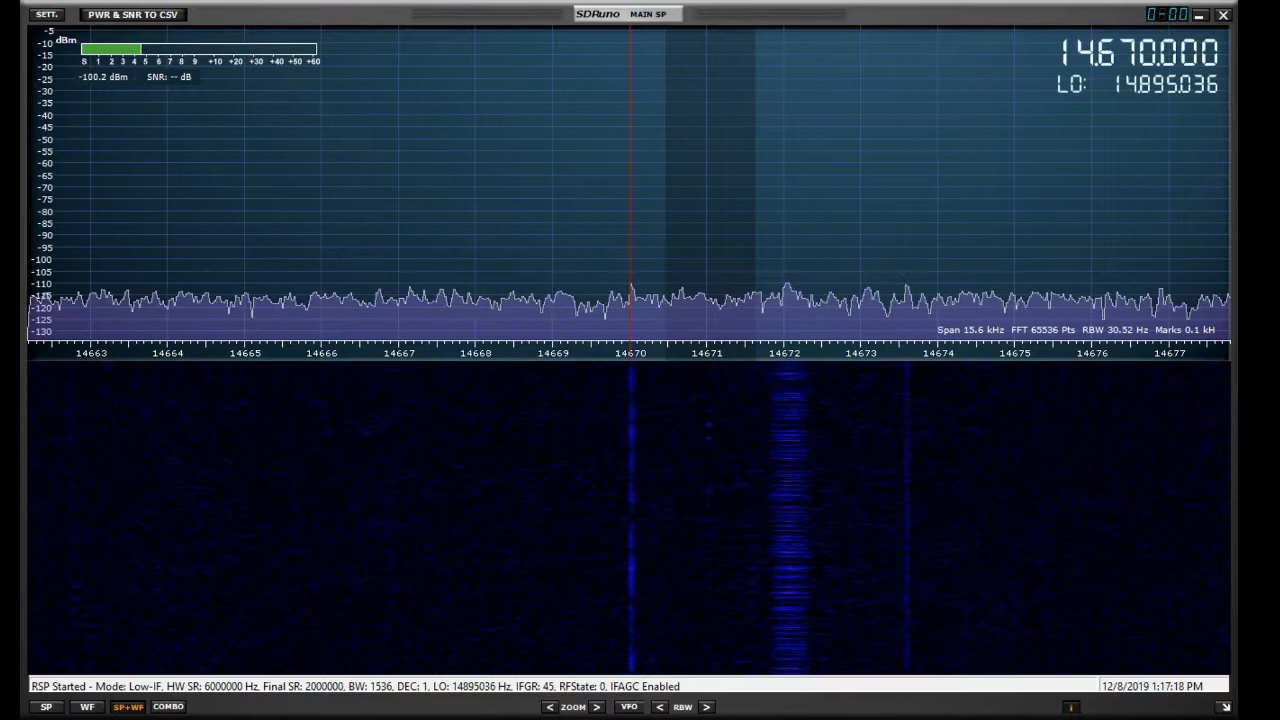 SETT. PWR & SNR TO CSV SDRuno MAIN SP 0-00
-5
-10 dBm
-15 S 1 2 3 4 5 6 7 8 9 +10 +20 +30 +40 +50 +60 14.670.000
-20
-25 -100.2 dBm SNR: -- dB LO: 14.895.036
-30
-35
-40
-45
-50
-55
-60
-65
-70
-75
-80
-85
-90
-95
-100
-105
-110
-115
-120
-125
-130 Span 15.6 kHz FFT 65536 Pts RBW 30.52 Hz Marks 0.1 kH
14663 14664 14665 14666 14667 14668 14669 14670 14671 14672 14673 14674 14675 14676 14677
RSP Started - Mode: Low-IF, HW SR: 6000000 Hz, Final SR: 2000000, BW: 1536, DEC: 1, LO: 14895036 Hz, IFGR: 45, RFState: 0, IFAGC Enabled 12/8/2019 1:17:18 PM
SP WF SP+WF COMBO < ZOOM > VFO < RBW > i